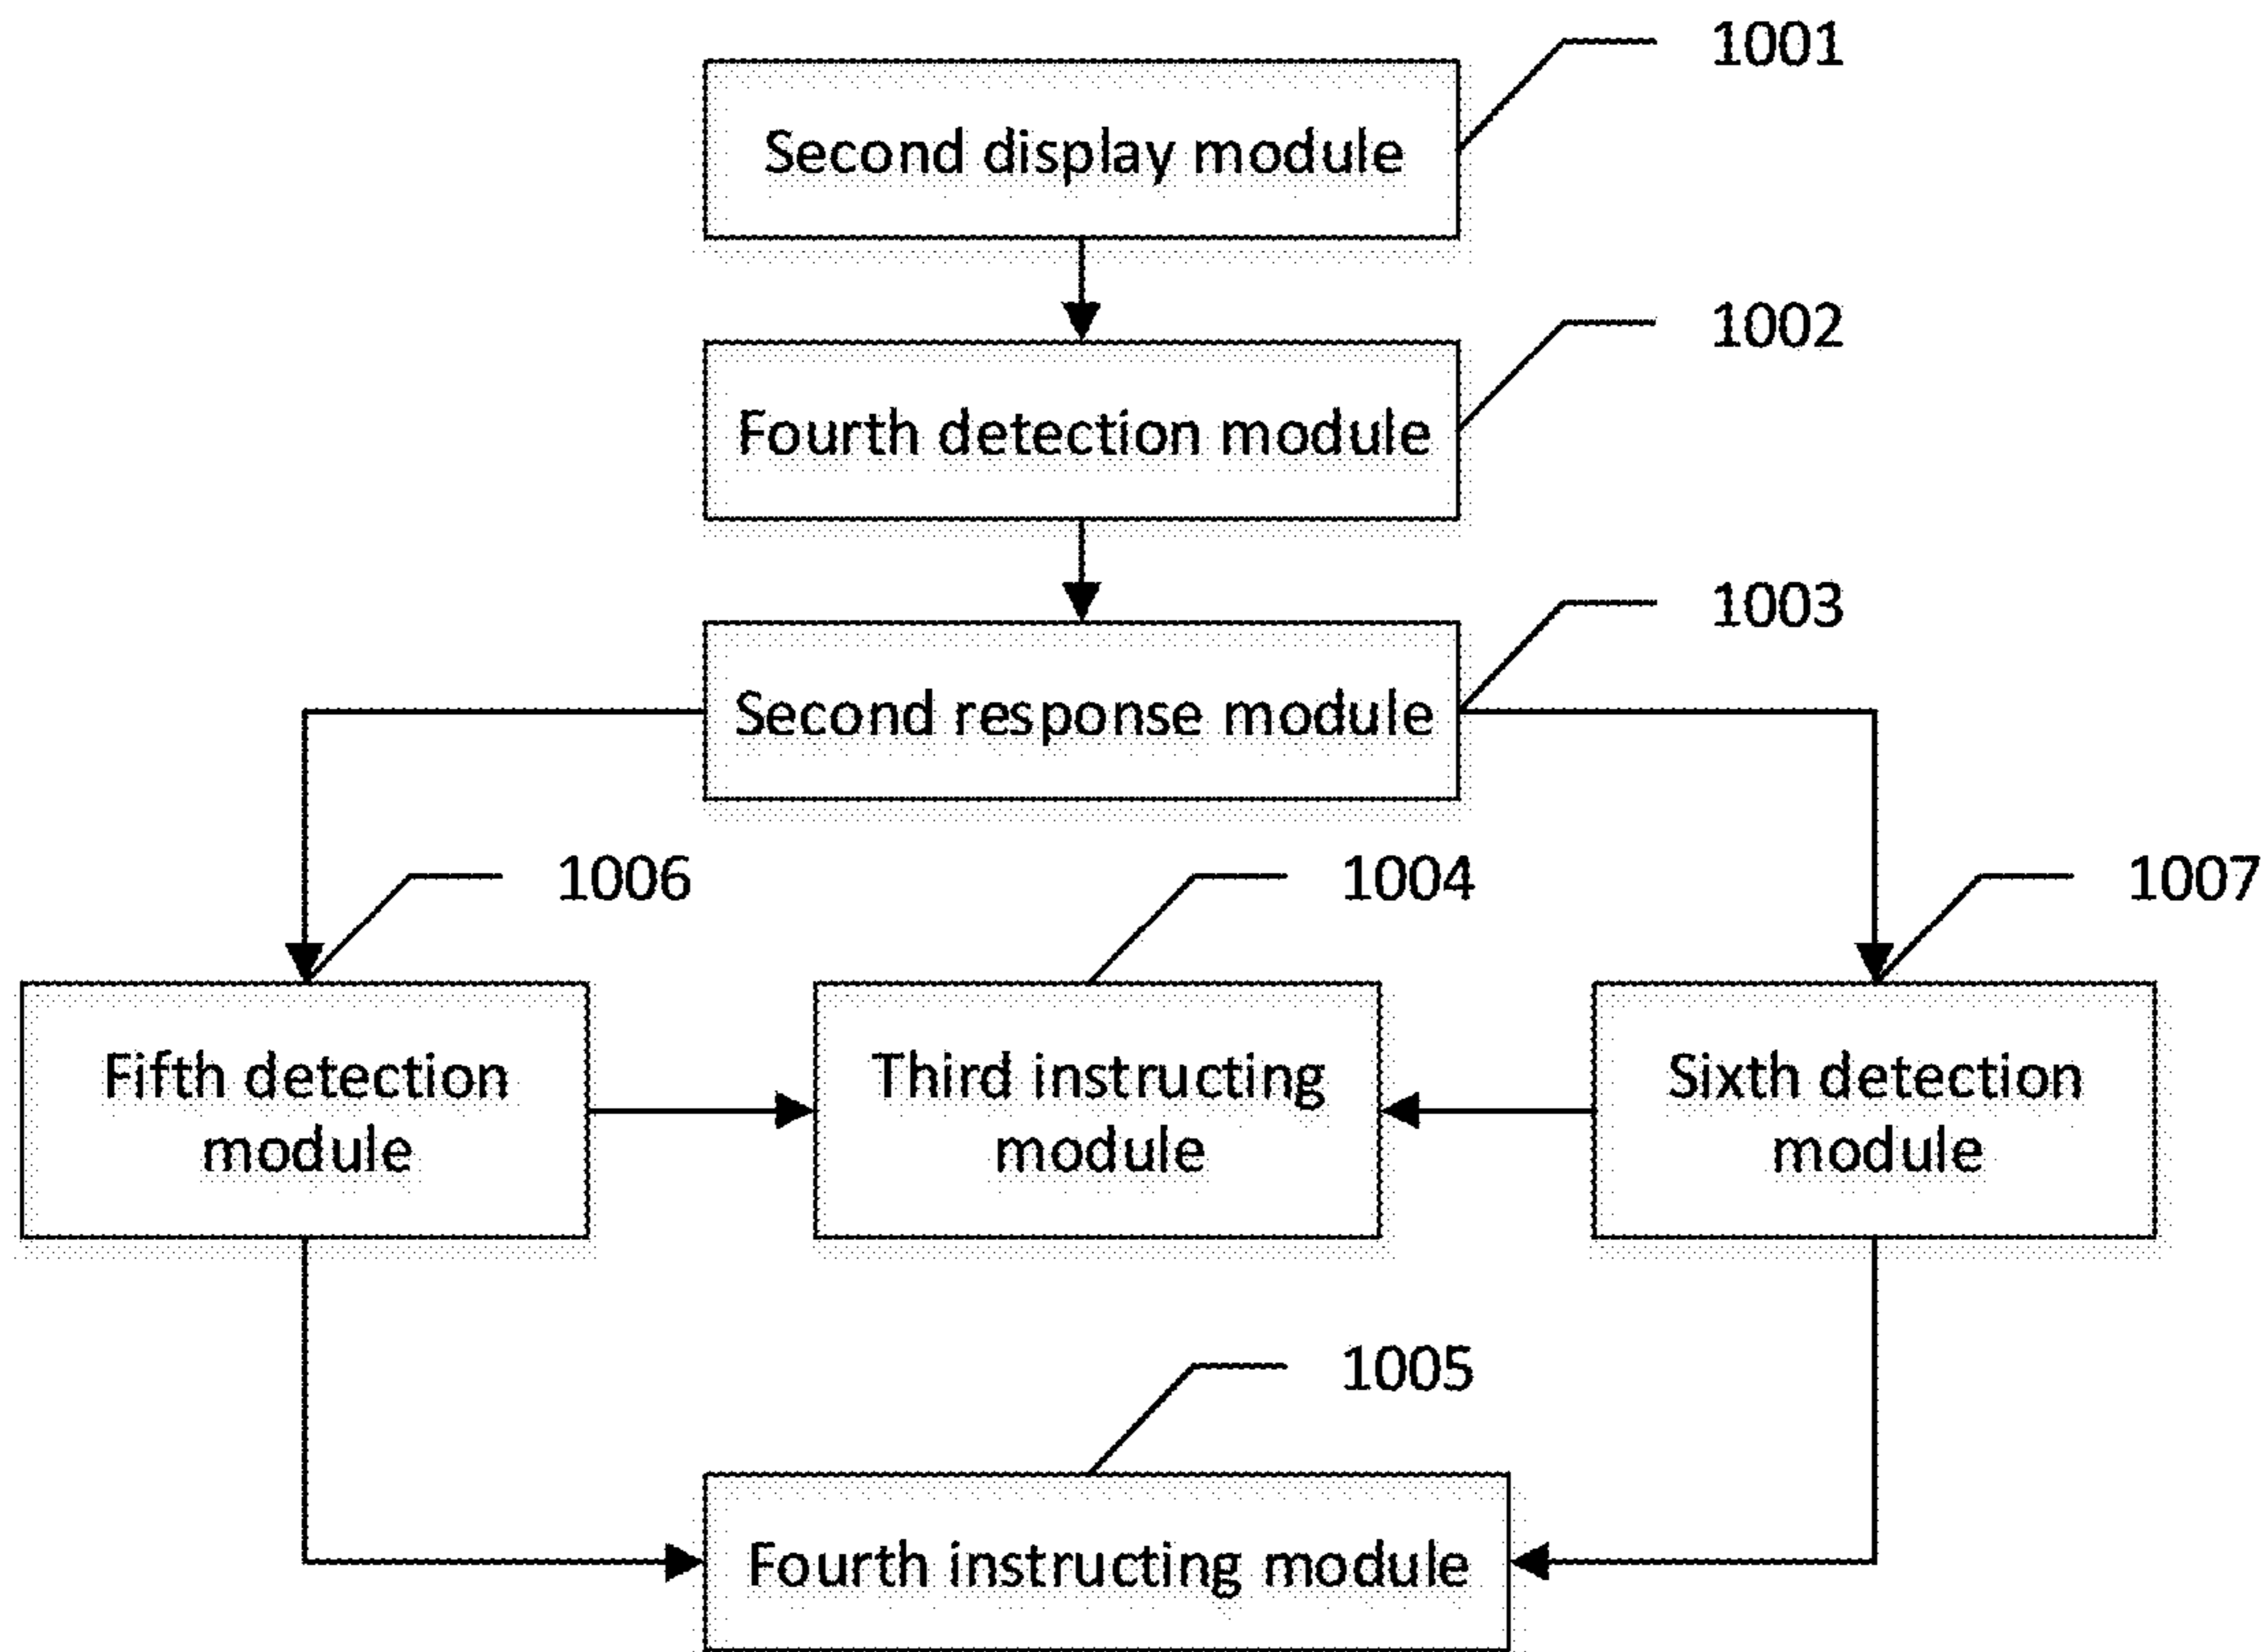 1001
Second display module
1002
Fourth detection module
1003
Second response module
1006
1004
1007
Fifth detection
module
Third instructing
module
Sixth detection
module
1005
Fourth instructing module